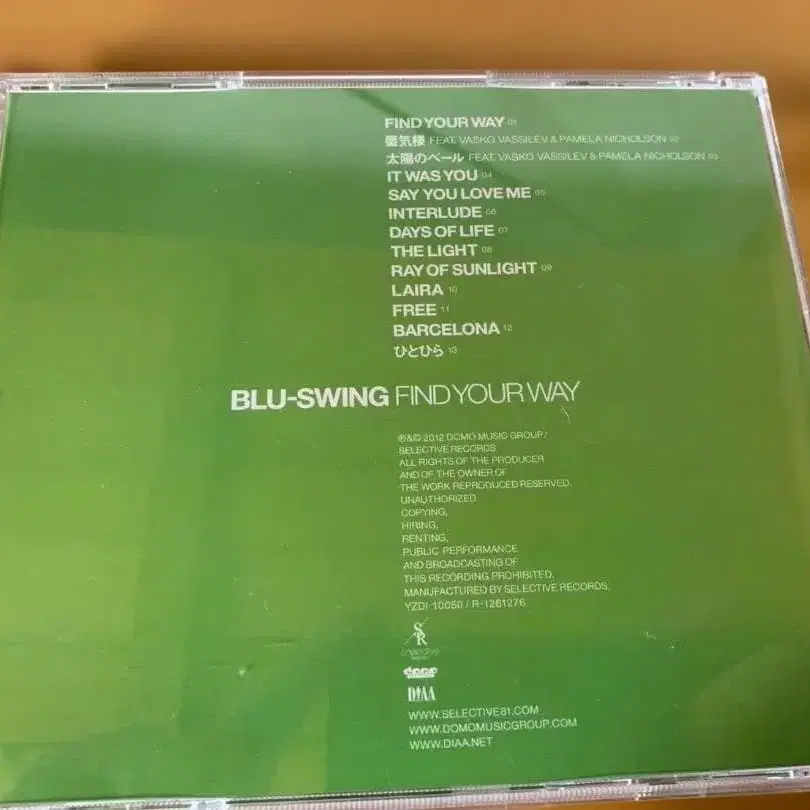 FIND YOUR WAY 01
蜃気楼 FEAT. VASKO VASSILEV & PAMELA NICHOLSON 02
太陽のベール FEAT. VASKO VASSILEV & PAMELA NICHOLSON 03
IT WAS YOU 04
SAY YOU LOVE ME 05
INTERLUDE 06
DAYS OF LIFE 07
THE LIGHT 08
RAY OF SUNLIGHT 09
LAIRA 10
FREE 11
BARCELONA 12
ひとひら 13
BLU-SWING FIND YOUR WAY
℗&© 2012 DOMO MUSIC GROUP/
SELECTIVE RECORDS
ALL RIGHTS OF THE PRODUCER
AND OF THE OWNER OF
THE WORK REPRODUCED RESERVED.
UNAUTHORIZED
COPYING,
HIRING,
RENTING,
PUBLIC PERFORMANCE
AND BROADCASTING OF
THIS RECORDING PROHIBITED.
MANUFACTURED BY SELECTIVE RECORDS.
YZDI-10050 / R-1261276
SR
DIAA
WWW.SELECTIVE81.COM
WWW.DOMOMUSICGROUP.COM
WWW.DIAA.NET